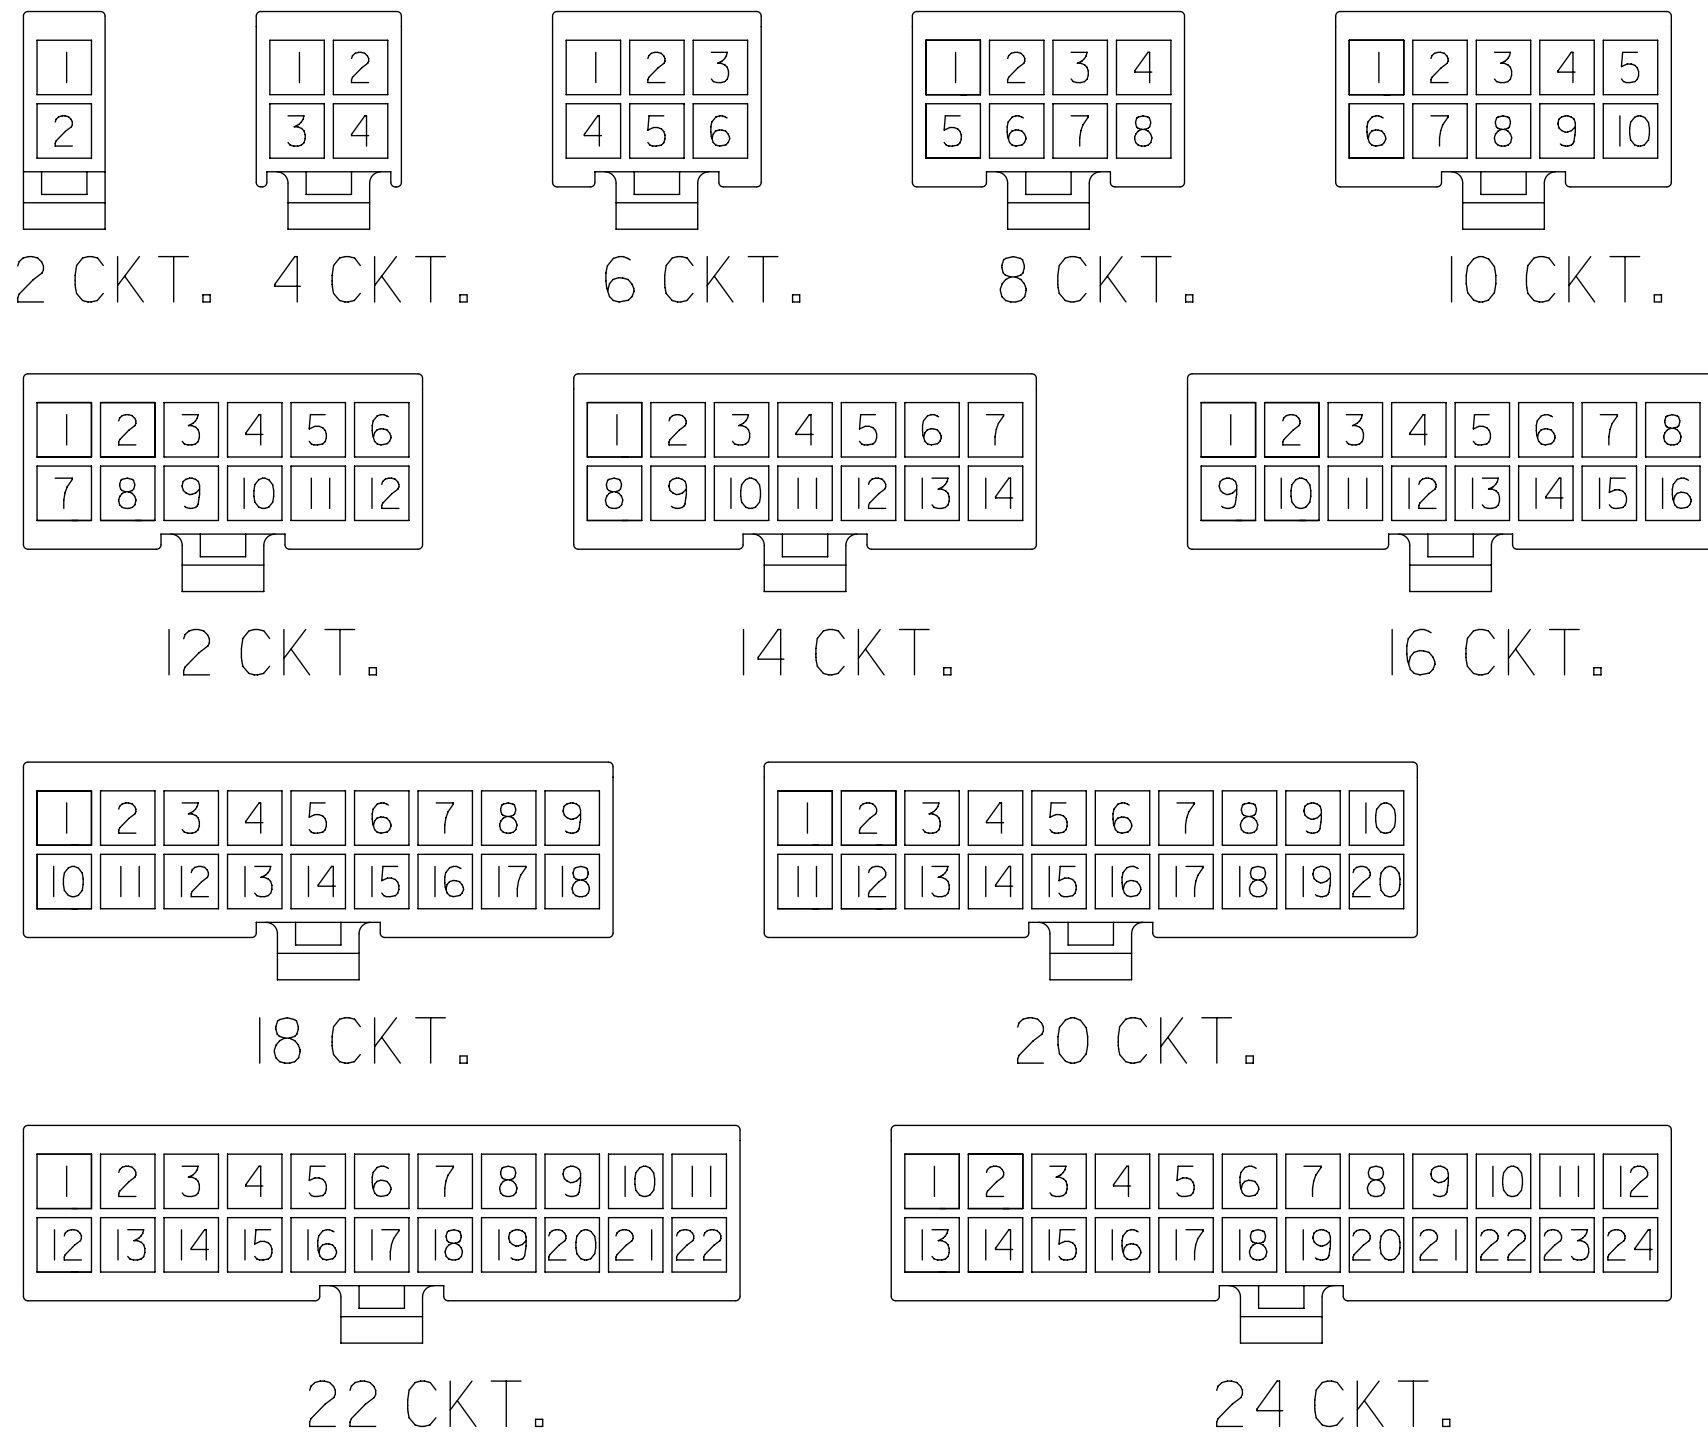 1 1 2 1 2 3 1 2 3 4 1 2 3 4 5
2 3 4 4 5 6 5 6 7 8 6 7 8 9 10
2 CKT. 4 CKT. 6 CKT. 8 CKT. 10 CKT.
1 2 3 4 5 6 1 2 3 4 5 6 7 1 2 3 4 5 6 7 8
7 8 9 10 11 12 8 9 10 11 12 13 14 9 10 11 12 13 14 15 16
12 CKT. 14 CKT. 16 CKT.
1 2 3 4 5 6 7 8 9 1 2 3 4 5 6 7 8 9 10
10 11 12 13 14 15 16 17 18 11 12 13 14 15 16 17 18 19 20
18 CKT. 20 CKT.
1 2 3 4 5 6 7 8 9 10 11 1 2 3 4 5 6 7 8 9 10 11 12
12 13 14 15 16 17 18 19 20 21 22 13 14 15 16 17 18 19 20 21 22 23 24
22 CKT. 24 CKT.